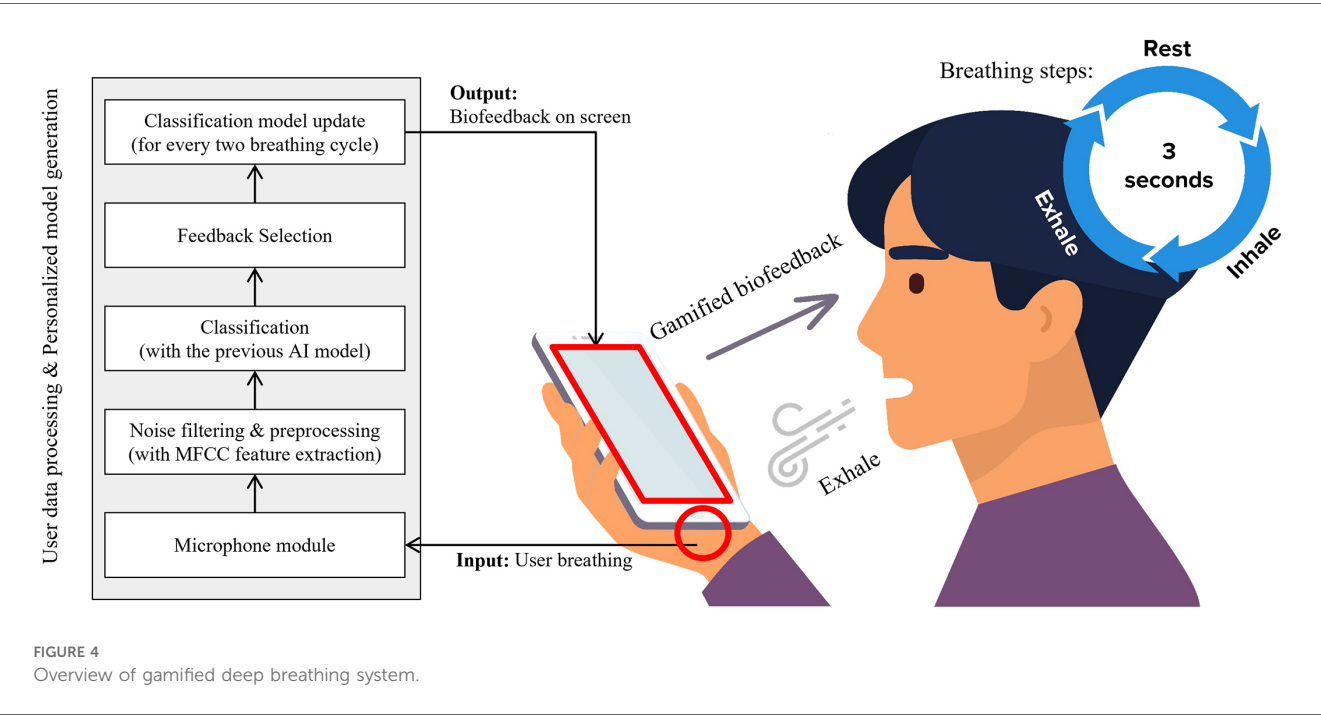 User data processing & Personalized model generation
Classification model update
(for every two breathing cycle)
Feedback Selection
Classification
(with the previous AI model)
Noise filtering & preprocessing
(with MFCC feature extraction)
Microphone module
Output:
Biofeedback on screen
Input: User breathing
Gamified biofeedback
Exhale
Breathing steps:
Rest
3
seconds
Exhale
Inhale
FIGURE 4
Overview of gamified deep breathing system.